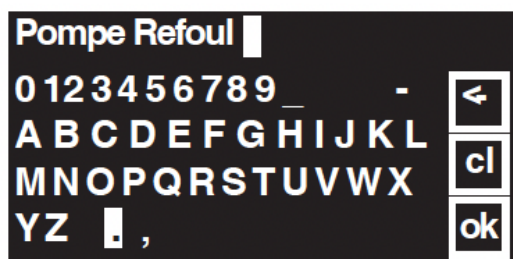 Pompe Refoul
0123456789_ - <-
ABCDEFGHIJKL
cl
MNOPQRSTUVWX
YZ . , ok